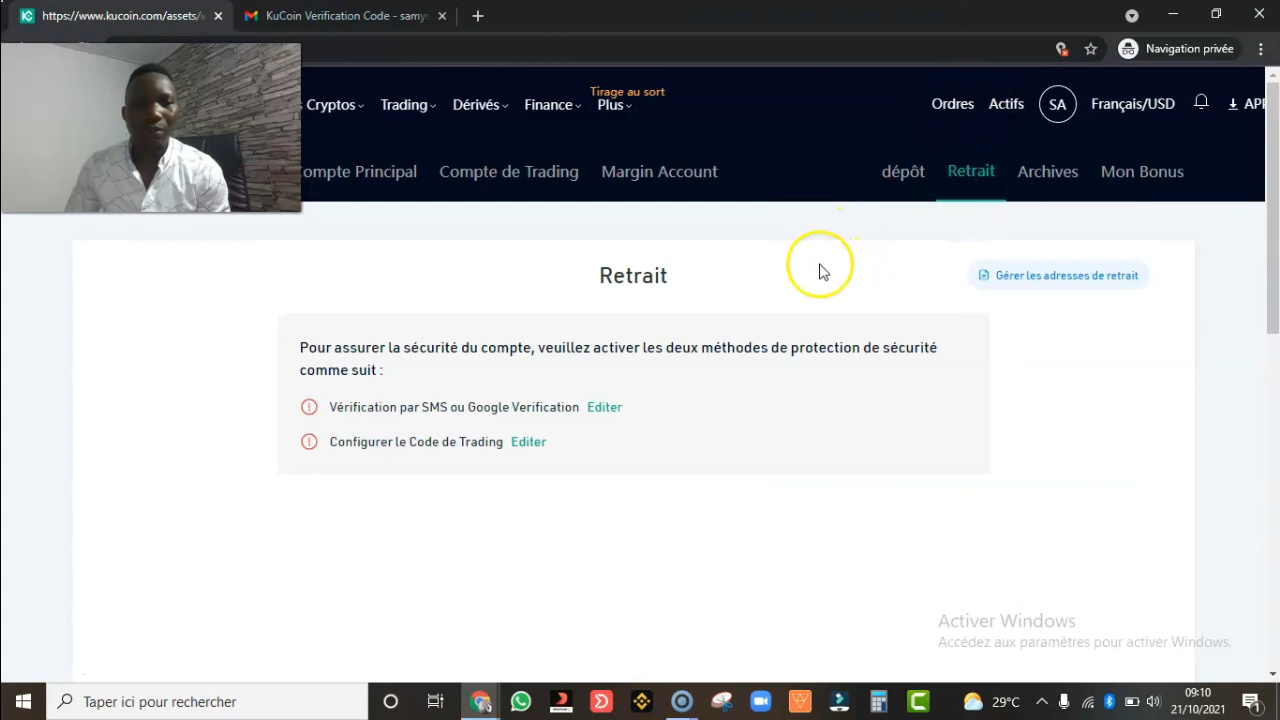 https://www.kucoin.com/assets/
KuCoin Verification Code - samy
Navigation privée
Tirage au sort
Cryptos
Trading
Dérivés
Finance
Plus
Ordres
Actifs
SA
Français/USD
Compte de Trading
Margin Account
dépôt
Retrait
Archives
Mon Bonus
Retrait
Gérer les adresses de retrait
Pour assurer la sécurité du compte, veuillez activer les deux méthodes de protection de sécurité
comme suit :
Vérification par SMS ou Google Verification Editer
Configurer le Code de Trading Editer
Activer Windows
Accédez aux paramètres pour activer Windows.
Taper ici pour rechercher
29°C
09:10
21/10/2021